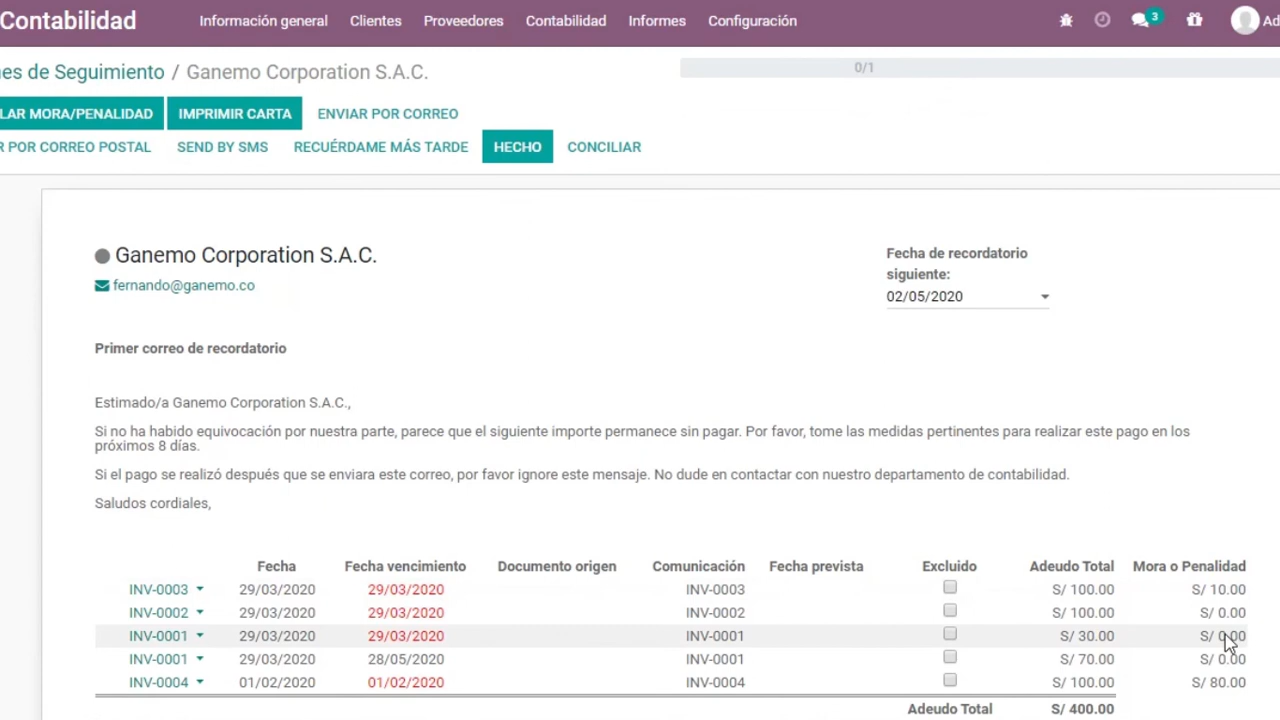 Contabilidad Información general Clientes Proveedores Contabilidad Informes Configuración 3 Ad
es de Seguimiento / Ganemo Corporation S.A.C. 0/1
LAR MORA/PENALIDAD IMPRIMIR CARTA ENVIAR POR CORREO
R POR CORREO POSTAL SEND BY SMS RECUÉRDAME MÁS TARDE HECHO CONCILIAR
Ganemo Corporation S.A.C.
fernando@ganemo.co
Fecha de recordatorio
siguiente:
02/05/2020
Primer correo de recordatorio
Estimado/a Ganemo Corporation S.A.C.,
Si no ha habido equivocación por nuestra parte, parece que el siguiente importe permanece sin pagar. Por favor, tome las medidas pertinentes para realizar este pago en los
próximos 8 días.
Si el pago se realizó después que se enviara este correo, por favor ignore este mensaje. No dude en contactar con nuestro departamento de contabilidad.
Saludos cordiales,
Fecha Fecha vencimiento Documento origen Comunicación Fecha prevista Excluido Adeudo Total Mora o Penalidad
INV-0003 29/03/2020 29/03/2020 INV-0003 S/ 100.00 S/ 10.00
INV-0002 29/03/2020 29/03/2020 INV-0002 S/ 100.00 S/ 0.00
INV-0001 29/03/2020 29/03/2020 INV-0001 S/ 30.00 S/ 0.00
INV-0001 29/03/2020 28/05/2020 INV-0001 S/ 70.00 S/ 0.00
INV-0004 01/02/2020 01/02/2020 INV-0004 S/ 100.00 S/ 80.00
Adeudo Total S/ 400.00